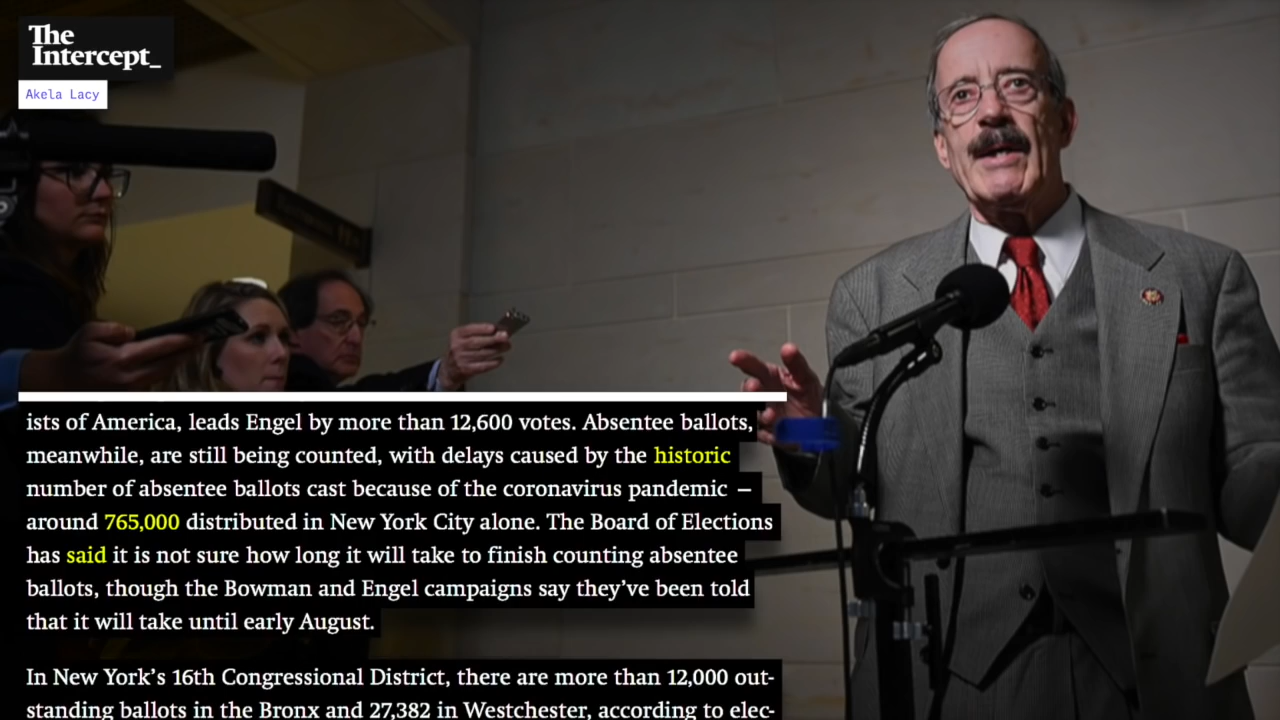 The
Intercept_
Akela Lacy
ists of America, leads Engel by more than 12,600 votes. Absentee ballots,
meanwhile, are still being counted, with delays caused by the historic
number of absentee ballots cast because of the coronavirus pandemic —
around 765,000 distributed in New York City alone. The Board of Elections
has said it is not sure how long it will take to finish counting absentee
ballots, though the Bowman and Engel campaigns say they’ve been told
that it will take until early August.
In New York’s 16th Congressional District, there are more than 12,000 out-
standing ballots in the Bronx and 27,382 in Westchester, according to elec-